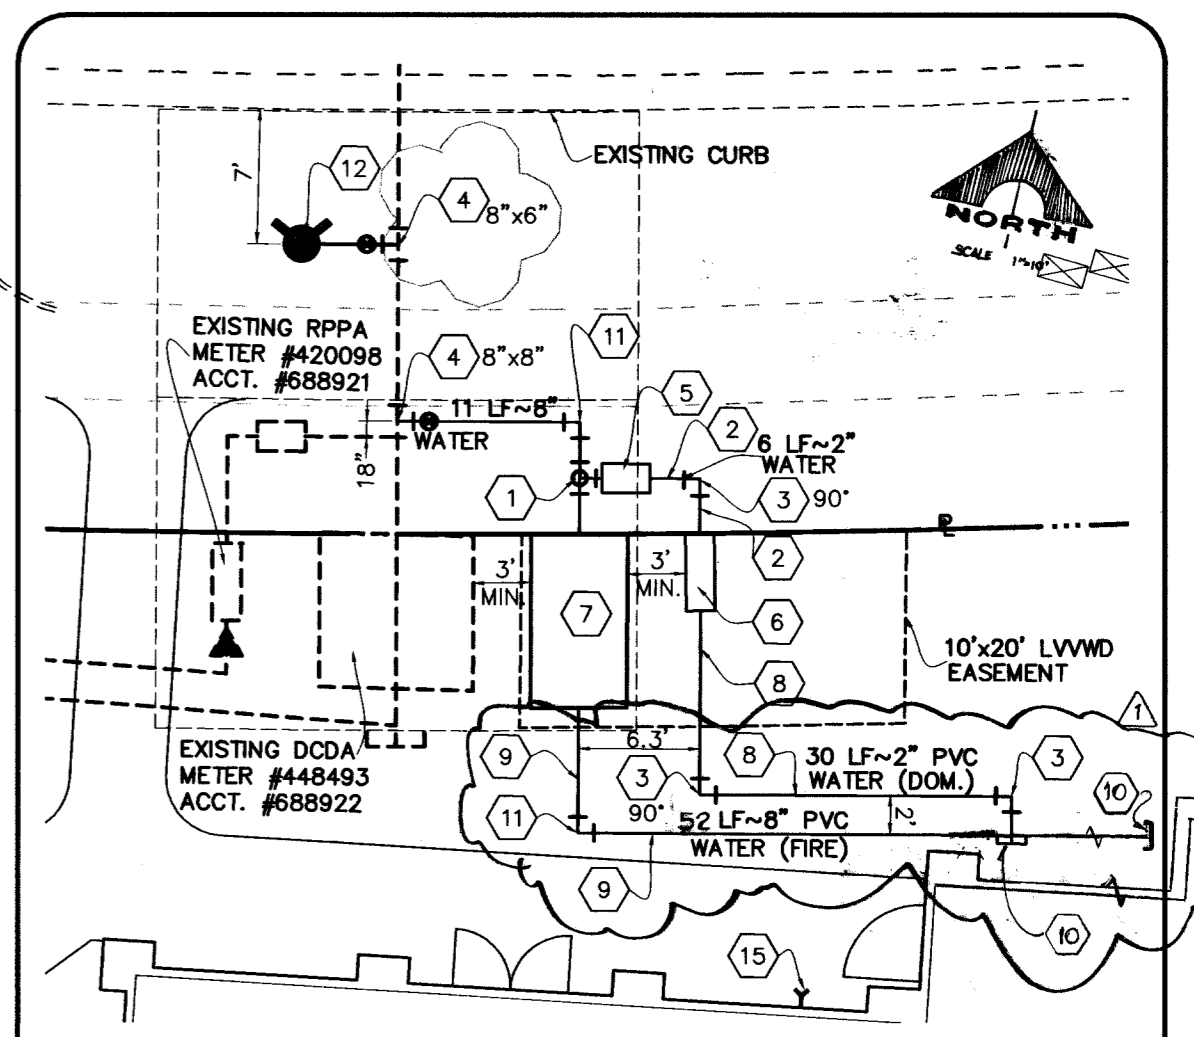 EXISTING CURB
7'
12
4
8"x6"
NORTH
SCALE 1"=10'
EXISTING RPPA
METER #420098
ACCT. #688921
4
8"x8"
11
5
2
11 LF~8"
WATER
18"
6 LF~2"
WATER
1
3
90°
2
3'
MIN.
3'
MIN.
7
6
10'x20' LVVWD
EASEMENT
8
1
EXISTING DCDA
METER #448493
ACCT. #688922
9
6.3'
3
90°
8
30 LF~2" PVC
WATER (DOM.)
3
10
11
52 LF~8" PVC
WATER (FIRE)
2'
9
15
10